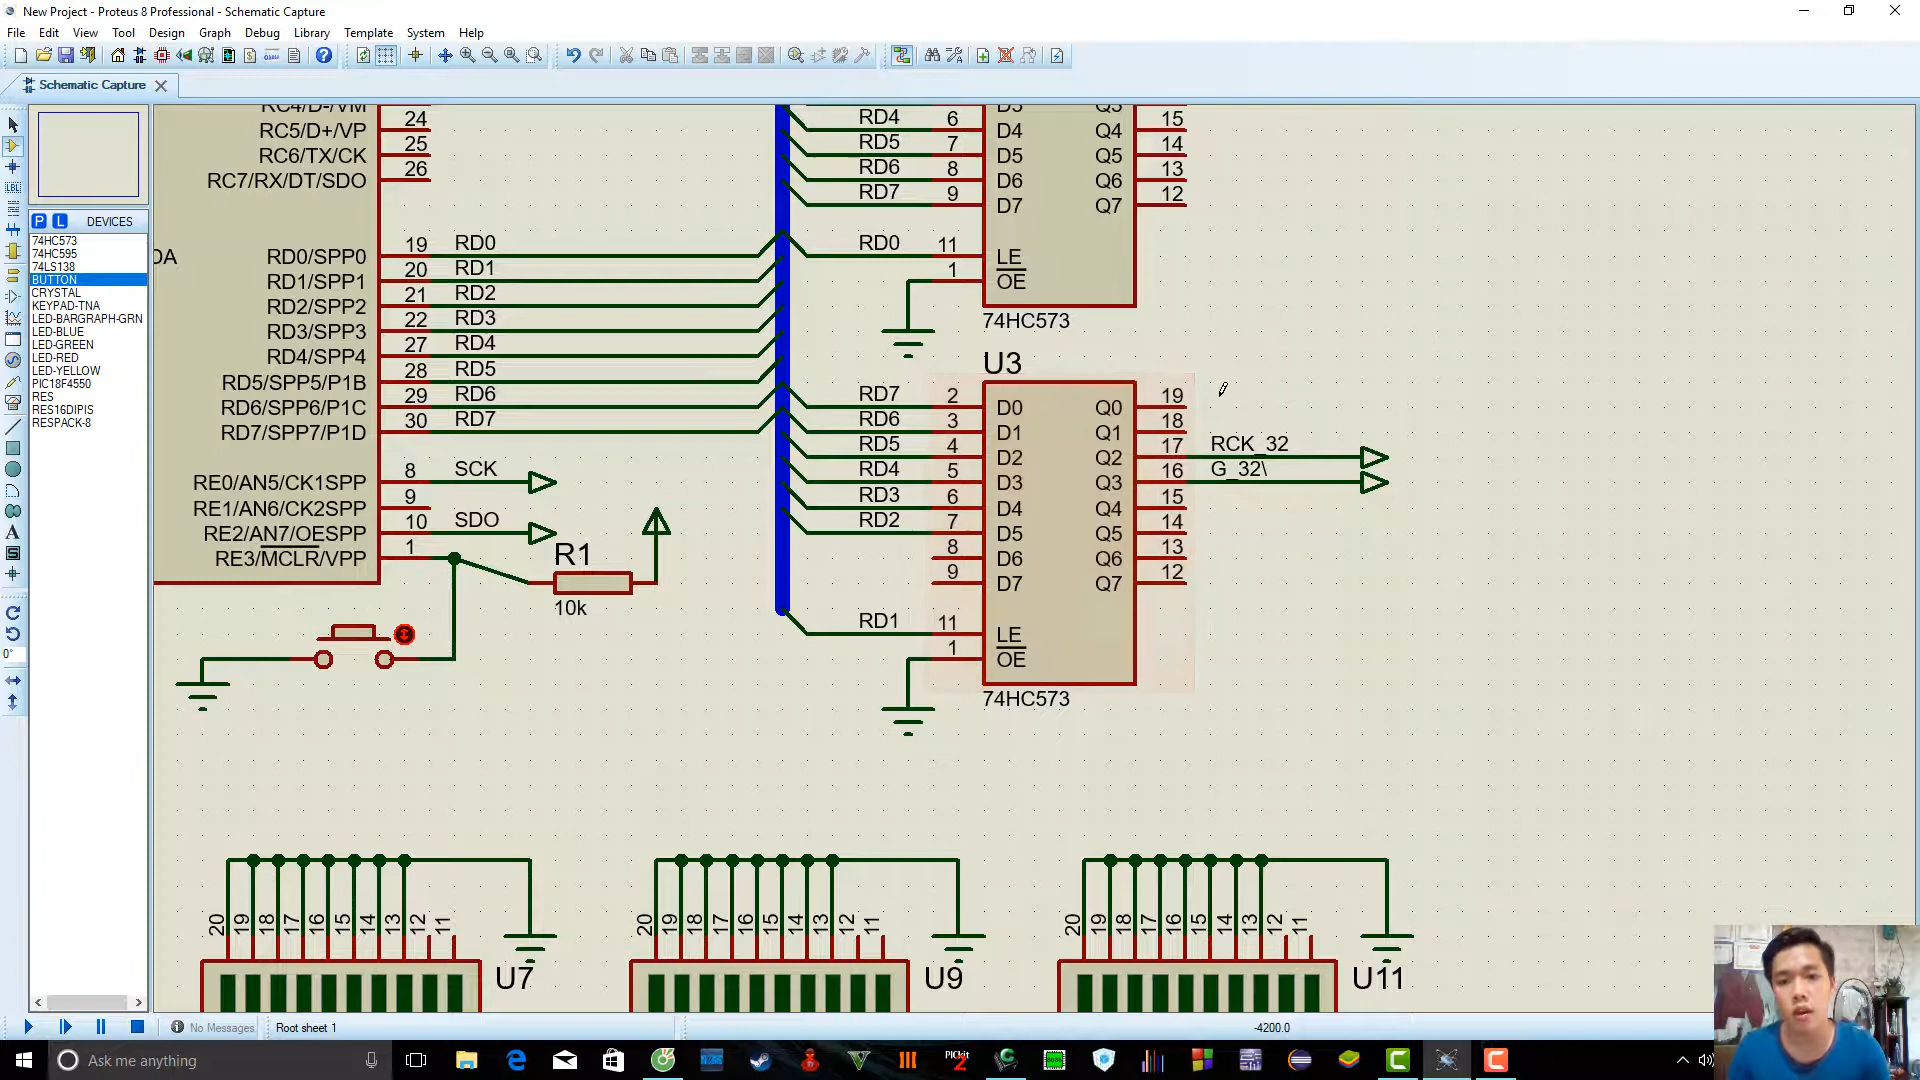 New Project - Proteus 8 Professional - Schematic Capture
File Edit View Tool Design Graph Debug Library Template System Help
Schematic Capture
P L DEVICES
74HC573
74HC595
74LS138
BUTTON
CRYSTAL
KEYPAD-TNA
LED-BARGRAPH-GRN
LED-BLUE
LED-GREEN
LED-RED
LED-YELLOW
PIC18F4550
RES
RES16DIPIS
RESPACK-8
LBL
A
S
0°
RC4/D-/VM
RC5/D+/VP 24
RC6/TX/CK 25
RC7/RX/DT/SDO 26
DA
RD0/SPP0 19 RD0
RD1/SPP1 20 RD1
RD2/SPP2 21 RD2
RD3/SPP3 22 RD3
RD4/SPP4 27 RD4
RD5/SPP5/P1B 28 RD5
RD6/SPP6/P1C 29 RD6
RD7/SPP7/P1D 30 RD7
RE0/AN5/CK1SPP 8 SCK
RE1/AN6/CK2SPP 9
RE2/AN7/OESPP 10 SDO
RE3/MCLR/VPP 1
R1
10k
D3 Q3
RD4 6 D4 Q4 15
RD5 7 D5 Q5 14
RD6 8 D6 Q6 13
RD7 9 D7 Q7 12
RD0 11 LE
1 OE
74HC573
U3
RD7 2 D0 Q0 19
RD6 3 D1 Q1 18
RD5 4 D2 Q2 17 RCK_32
RD4 5 D3 Q3 16 G_32\
RD3 6 D4 Q4 15
RD2 7 D5 Q5 14
8 D6 Q6 13
9 D7 Q7 12
RD1 11 LE
1 OE
74HC573
20 19 18 17 16 15 14 13 12 11
U7
20 19 18 17 16 15 14 13 12 11
U9
20 19 18 17 16 15 14 13 12 11
U11
No Messages Root sheet 1 -4200.0
Ask me anything
PICkit
2